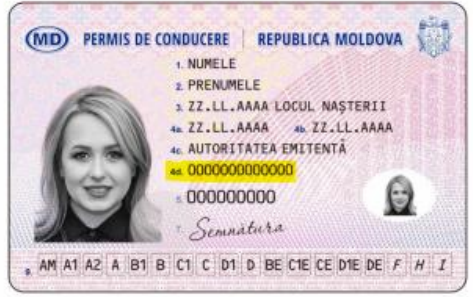 MD PERMIS DE CONDUCERE REPUBLICA MOLDOVA
1. NUMELE
2. PRENUMELE
3. ZZ.LL.AAAA LOCUL NAȘTERII
4a. ZZ.LL.AAAA 4b. ZZ.LL.AAAA
4c. AUTORITATEA EMITENTĂ
4d. 0000000000000
5. 000000000
7. Semnătura
9. AM A1 A2 A B1 B C1 C D1 D BE C1E CE D1E DE F H I